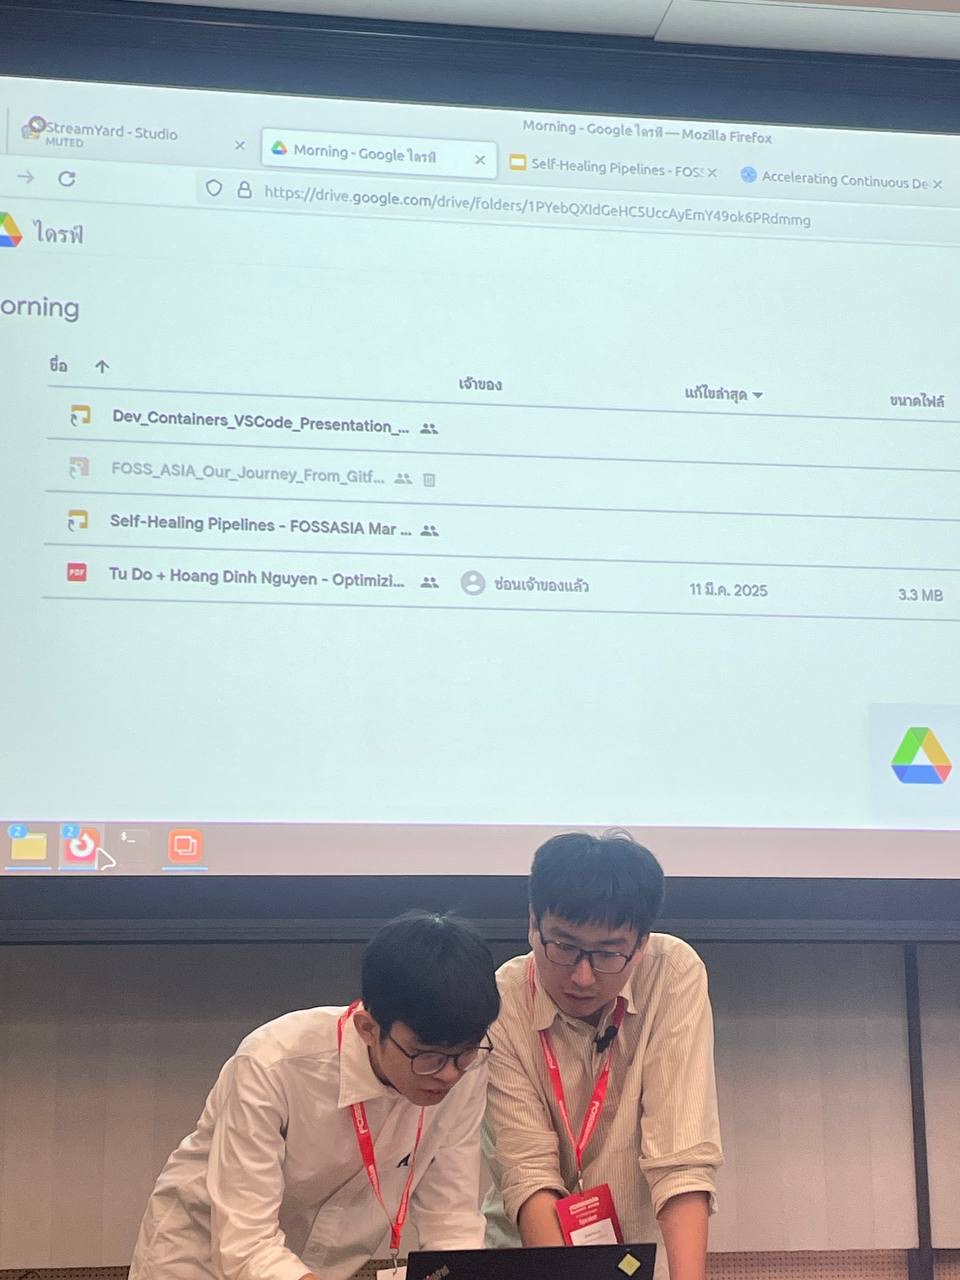 Morning - Google ไดรฟ์ — Mozilla Firefox
StreamYard - Studio
MUTED
Morning - Google ไดรฟ์
Self-Healing Pipelines - FOSS
Accelerating Continuous De
https://drive.google.com/drive/folders/1PYebQXIdGeHC5UccAyEmY49ok6PRdmmg
ไดรฟ์
orning
ชื่อ เจ้าของ แก้ไขล่าสุด ขนาดไฟล์
Dev_Containers_VSCode_Presentation_...
FOSS_ASIA_Our_Journey_From_Gitf...
Self-Healing Pipelines - FOSSASIA Mar ...
PDF Tu Do + Hoang Dinh Nguyen - Optimizi... ซ่อนเจ้าของแล้ว 11 มี.ค. 2025 3.3 MB
2
2
$_
FOSSASIA
Speaker